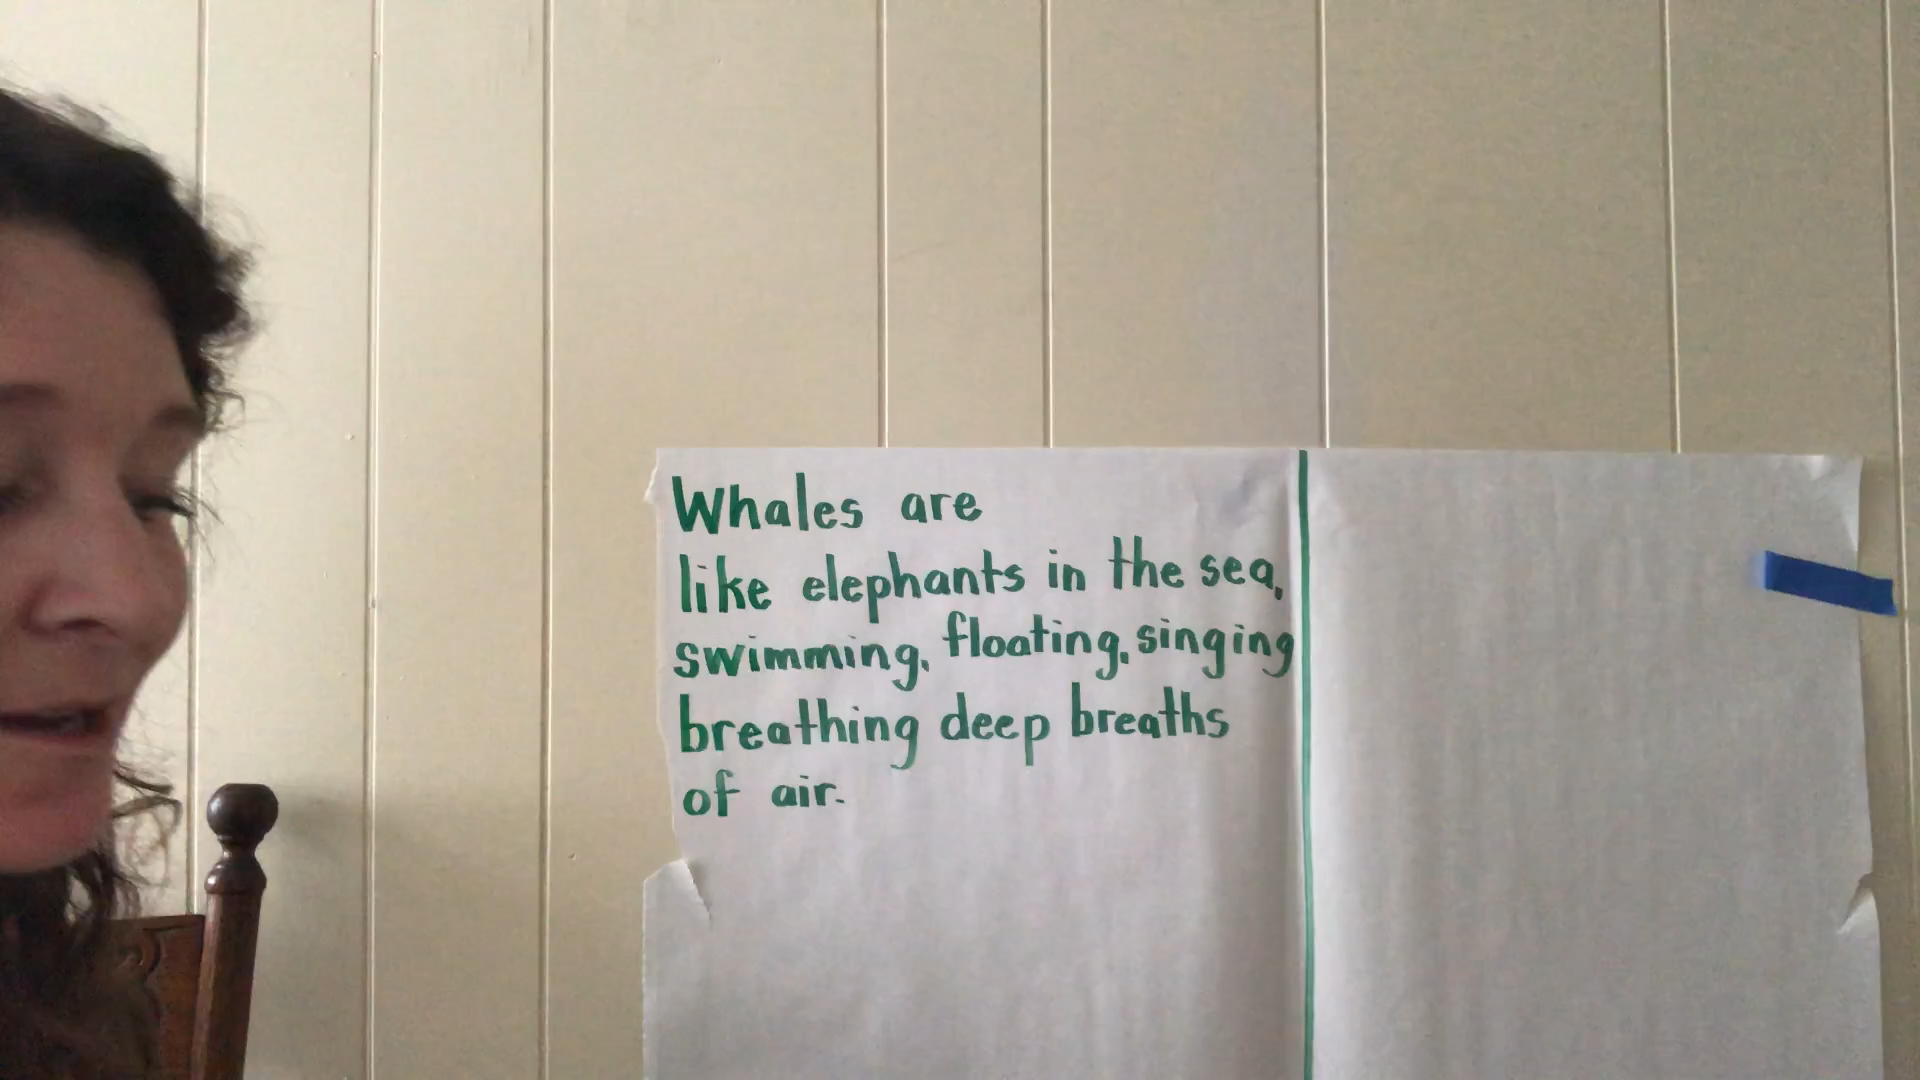 Whales are
like elephants in the sea,
swimming, floating, singing
breathing deep breaths
of air.